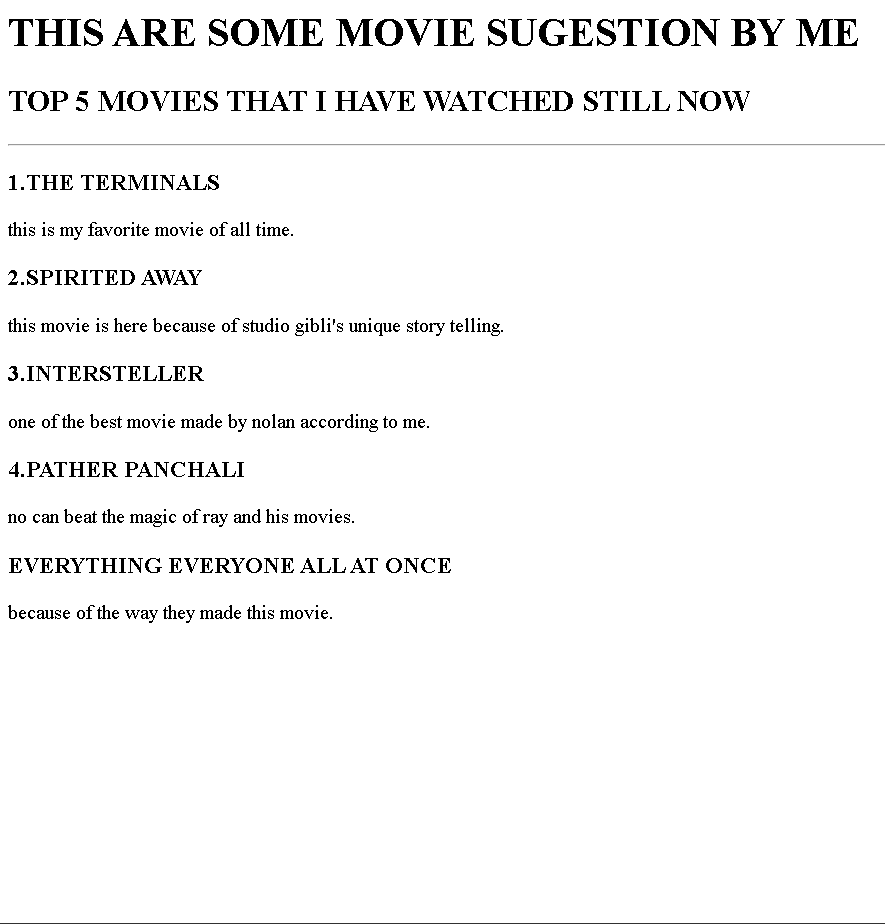 THIS ARE SOME MOVIE SUGESTION BY ME
TOP 5 MOVIES THAT I HAVE WATCHED STILL NOW
1.THE TERMINALS
this is my favorite movie of all time.
2.SPIRITED AWAY
this movie is here because of studio gibli's unique story telling.
3.INTERSTELLER
one of the best movie made by nolan according to me.
4.PATHER PANCHALI
no can beat the magic of ray and his movies.
EVERYTHING EVERYONE ALL AT ONCE
because of the way they made this movie.